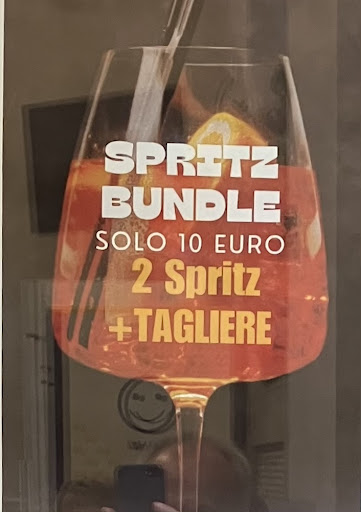 SPRITZ
BUNDLE
SOLO 10 EURO
2 Spritz
+TAGLIERE